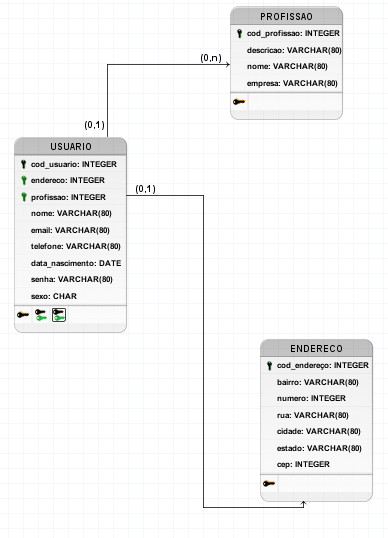 PROFISSAO
cod_profissao: INTEGER
descricao: VARCHAR(80)
nome: VARCHAR(80)
empresa: VARCHAR(80)
(0,n)
(0,1)
USUARIO
cod_usuario: INTEGER
endereco: INTEGER
profissao: INTEGER
nome: VARCHAR(80)
email: VARCHAR(80)
telefone: VARCHAR(80)
data_nascimento: DATE
senha: VARCHAR(80)
sexo: CHAR
(0,1)
ENDERECO
cod_endereço: INTEGER
bairro: VARCHAR(80)
numero: INTEGER
rua: VARCHAR(80)
cidade: VARCHAR(80)
estado: VARCHAR(80)
cep: INTEGER